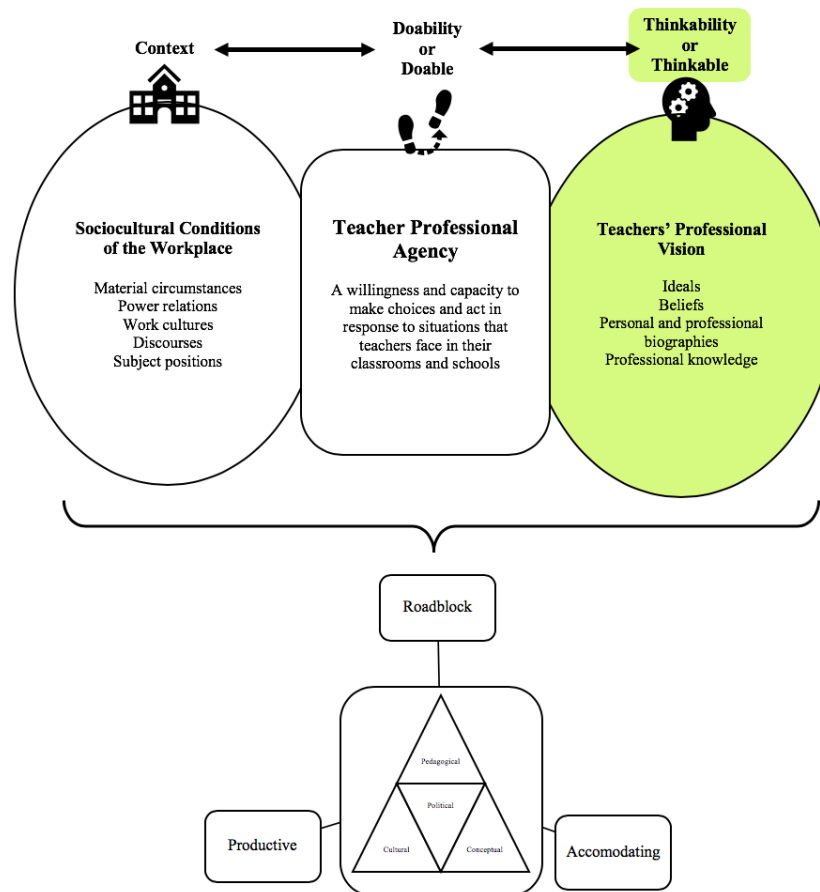 Context
Doability
or
Doable
Thinkability
or
Thinkable
Sociocultural Conditions
of the Workplace
Material circumstances
Power relations
Work cultures
Discourses
Subject positions
Teacher Professional
Agency
A willingness and capacity to
make choices and act in
response to situations that
teachers face in their
classrooms and schools
Teachers’ Professional
Vision
Ideals
Beliefs
Personal and professional
biographies
Professional knowledge
Roadblock
Pedagogical
Political
Cultural
Conceptual
Productive
Accomodating